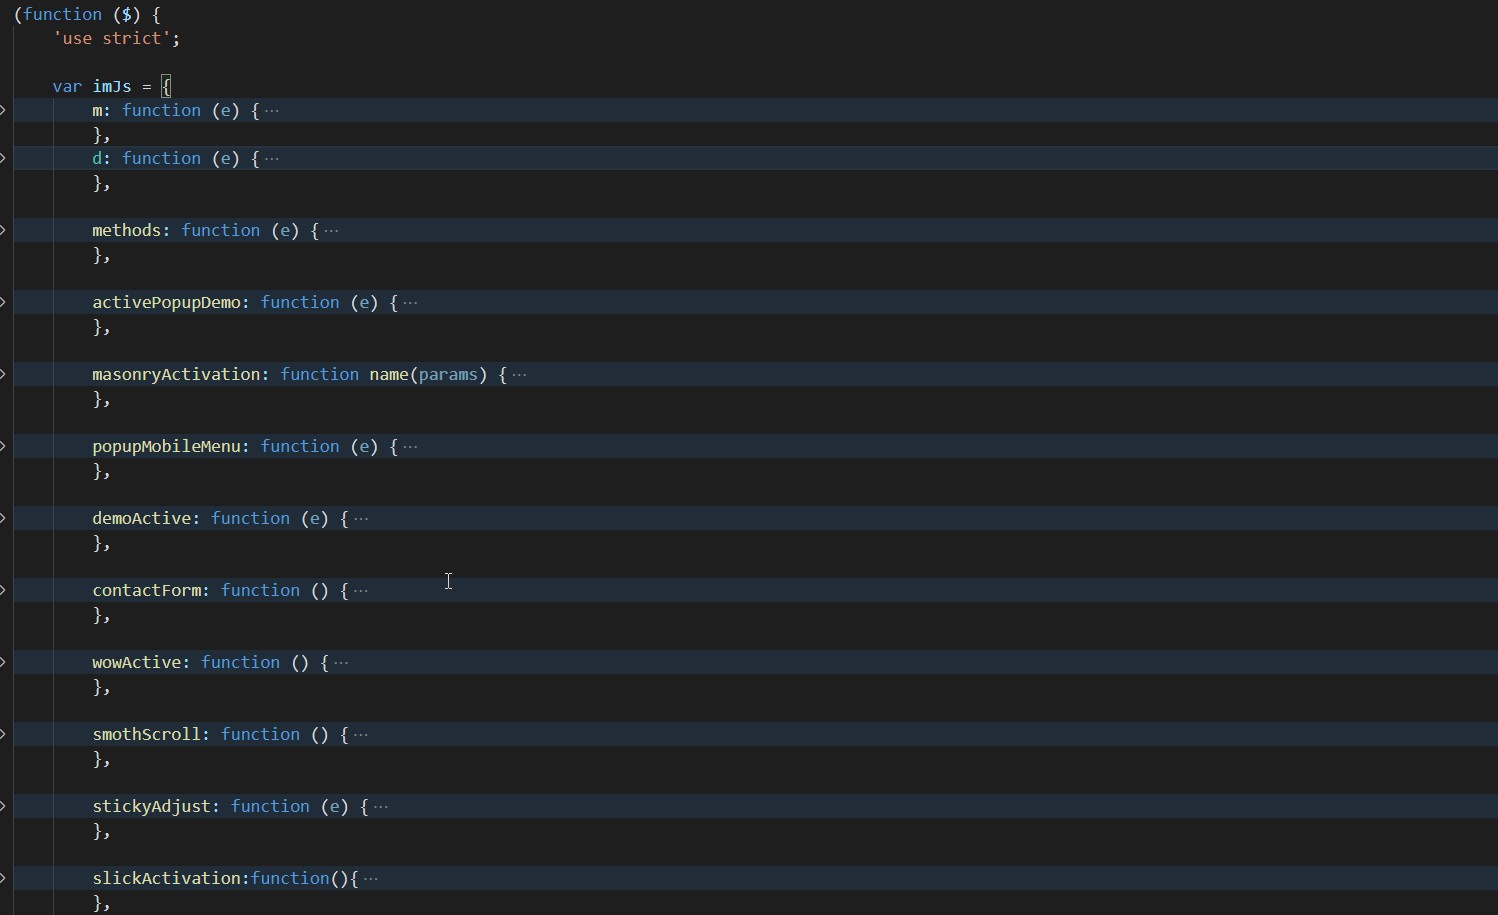 (function ($) {
'use strict';
var imJs = {
m: function (e) {···
},
d: function (e) {···
},
methods: function (e) {···
},
activePopupDemo: function (e) {···
},
masonryActivation: function name(params) {···
},
popupMobileMenu: function (e) {···
},
demoActive: function (e) {···
},
contactForm: function () {···
},
wowActive: function () {···
},
smothScroll: function () {···
},
stickyAdjust: function (e) {···
},
slickActivation:function(){···
},